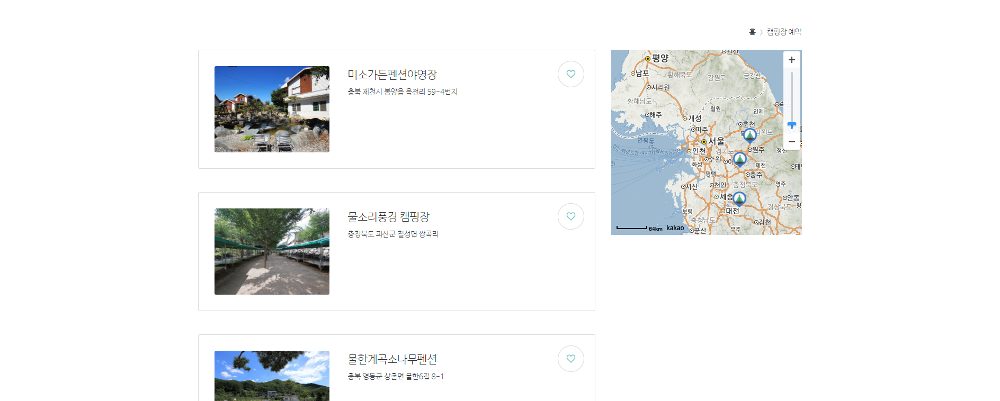 홈 > 캠핑장 예약
미소가든펜션야영장
충북 제천시 봉양읍 옥전리 59-4번지
물소리풍경 캠핑장
충청북도 괴산군 칠성면 쌍곡리
물한계곡소나무펜션
충북 영동군 상촌면 물한6길 8-1
원산
평양
남포
황해북도
강원도
금강산
사리원
황해남도
해주
철원
인제
속
개성
파주
춘천
강원도
연평도
서울
인천
경기도
원주
정선
수원
이
화성
제천
태
평택
충주
서산
천안
충청북도
영주
세종
안동
경상북도
청
보령
대전
충청남도
김천
군산
무주
64km kakao